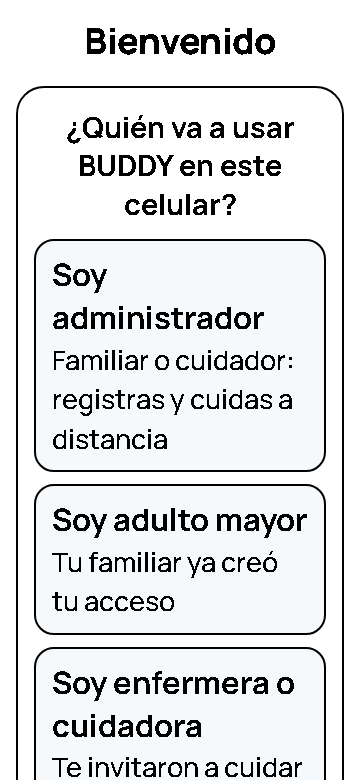 Bienvenido
¿Quién va a usar
BUDDY en este
celular?
Soy
administrador
Familiar o cuidador:
registras y cuidas a
distancia
Soy adulto mayor
Tu familiar ya creó
tu acceso
Soy enfermera o
cuidadora
Te invitaron a cuidar